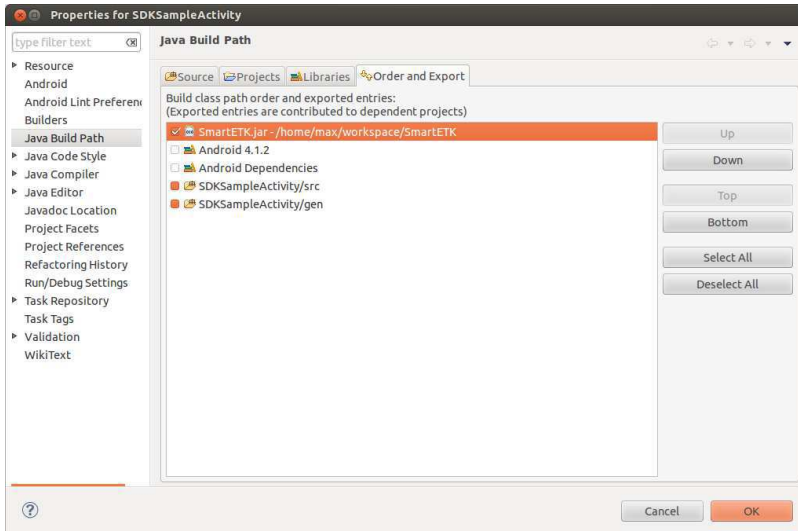 Properties for SDKSampleActivity
type filter text
Java Build Path
Resource
Android
Android Lint Preferen
Builders
Java Build Path
Java Code Style
Java Compiler
Java Editor
Javadoc Location
Project Facets
Project References
Refactoring History
Run/Debug Settings
Task Repository
Task Tags
Validation
WikiText
Source Projects Libraries Order and Export
Build class path order and exported entries:
(Exported entries are contributed to dependent projects)
SmartETK.jar - /home/max/workspace/SmartETK
Android 4.1.2
Android Dependencies
SDKSampleActivity/src
SDKSampleActivity/gen
Up
Down
Top
Bottom
Select All
Deselect All
?
Cancel OK